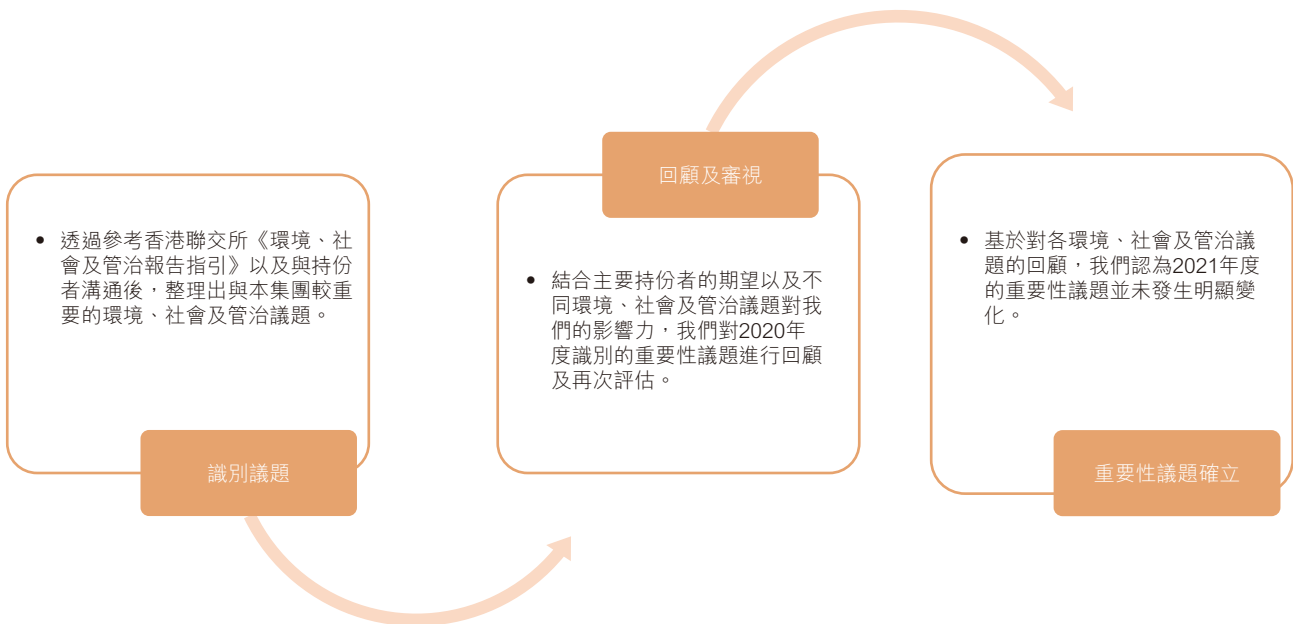 • 透過參考香港聯交所《環境、社
會及管治報告指引》以及與持份
者溝通後，整理出與本集團較重
要的環境、社會及管治議題。
識別議題
回顧及審視
• 結合主要持份者的期望以及不
同環境、社會及管治議題對我
們的影響力，我們對2020年
度識別的重要性議題進行回顧
及再次評估。
• 基於對各環境、社會及管治議
題的回顧，我們認為2021年度
的重要性議題並未發生明顯變
化。
重要性議題確立